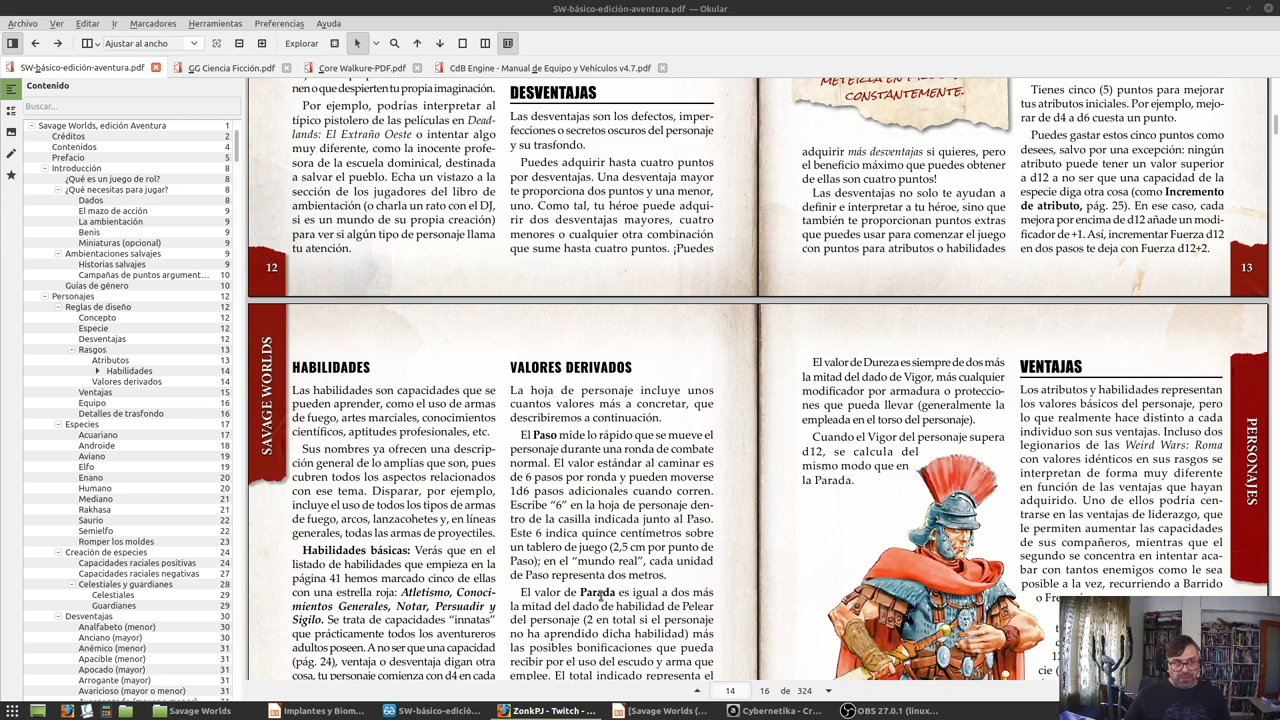 SW-básico-edición-aventura.pdf — Okular
Archivo Ver Editar Ir Marcadores Herramientas Preferencias Ayuda
Ajustar al ancho Explorar
SW-básico-edición-aventura.pdf GG Ciencia Ficción.pdf Core Walkure-PDF.pdf CdB Engine - Manual de Equipo y Vehículos v4.7.pdf
Contenido
Buscar...
Savage Worlds, edición Aventura 1
Créditos 2
Contenidos 4
Prefacio 5
Introducción 8
¿Qué es un juego de rol? 8
¿Qué necesitas para jugar? 8
Dados 8
El mazo de acción 9
La ambientación 9
Benis 9
Miniaturas (opcional) 9
Ambientaciones salvajes 9
Historias salvajes 9
Campañas de puntos argument... 10
Guías de género 10
Personajes 12
Reglas de diseño 12
Concepto 12
Especie 12
Desventajas 12
Rasgos 13
Atributos 13
Habilidades 14
Valores derivados 14
Ventajas 15
Equipo 16
Detalles de trasfondo 16
Especies 17
Acuariano 17
Androide 18
Aviano 19
Elfo 19
Enano 20
Humano 20
Mediano 21
Rakhasa 21
Saurio 22
Semielfo 22
Romper los moldes 23
Creación de especies 24
Capacidades raciales positivas 24
Capacidades raciales negativas 27
Celestiales y guardianes 28
Celestiales 28
Guardianes 28
Desventajas 30
Analfabeto (menor) 30
Anciano (mayor) 31
Anémico (menor) 31
Apacible (menor) 31
Apocado (mayor) 31
Arrogante (mayor) 31
Avaricioso (mayor o menor) 31
nen o que despierten tu propia imaginación.
Por ejemplo, podrías interpretar al
típico pistolero de las películas en Dead-
lands: El Extraño Oeste o intentar algo
muy diferente, como la inocente profe-
sora de la escuela dominical, destinada
a salvar el pueblo. Echa un vistazo a la
sección de los jugadores del libro de
ambientación (o charla un rato con el DJ,
si es un mundo de su propia creación)
para ver si algún tipo de personaje llama
tu atención.
12
DESVENTAJAS
Las desventajas son los defectos, imper-
fecciones o secretos oscuros del personaje
y su trasfondo.
Puedes adquirir hasta cuatro puntos
por desventajas. Una desventaja mayor
te proporciona dos puntos y una menor,
uno. Como tal, tu héroe puede adqui-
rir dos desventajas mayores, cuatro
menores o cualquier otra combinación
que sume hasta cuatro puntos. ¡Puedes
CONSTANTEMENTE.
adquirir más desventajas si quieres, pero
el beneficio máximo que puedes obtener
de ellas son cuatro puntos!
Las desventajas no solo te ayudan a
definir e interpretar a tu héroe, sino que
también te proporcionan puntos extras
que puedes usar para comenzar el juego
con puntos para atributos o habilidades
Tienes cinco (5) puntos para mejorar
tus atributos iniciales. Por ejemplo, mejo-
rar de d4 a d6 cuesta un punto.
Puedes gastar estos cinco puntos como
desees, salvo por una excepción: ningún
atributo puede tener un valor superior
a d12 a no ser que una capacidad de la
especie diga otra cosa (como Incremento
de atributo, pág. 25). En ese caso, cada
mejora por encima de d12 añade un modi-
ficador de +1. Así, incrementar Fuerza d12
en dos pasos te deja con Fuerza d12+2.
13
SAVAGE WORLDS
HABILIDADES
Las habilidades son capacidades que se
pueden aprender, como el uso de armas
de fuego, artes marciales, conocimientos
científicos, aptitudes profesionales, etc.
Sus nombres ya ofrecen una descrip-
ción general de lo amplias que son, pues
cubren todos los aspectos relacionados
con ese tema. Disparar, por ejemplo,
incluye el uso de todos los tipos de armas
de fuego, arcos, lanzacohetes y, en líneas
generales, todas las armas de proyectiles.
Habilidades básicas: Verás que en el
listado de habilidades que empieza en la
página 41 hemos marcado cinco de ellas
con una estrella roja: Atletismo, Conoci-
mientos Generales, Notar, Persuadir y
Sigilo. Se trata de capacidades “innatas”
que prácticamente todos los aventureros
adultos poseen. A no ser que una capacidad
(pág. 24), ventaja o desventaja digan otra
cosa, tu personaje comienza con d4 en cada
VALORES DERIVADOS
La hoja de personaje incluye unos
cuantos valores más a concretar, que
describiremos a continuación.
El Paso mide lo rápido que se mueve el
personaje durante una ronda de combate
normal. El valor estándar al caminar es
de 6 pasos por ronda y pueden moverse
1d6 pasos adicionales cuando corren.
Escribe “6” en la hoja de personaje den-
tro de la casilla indicada junto al Paso.
Este 6 indica quince centímetros sobre
un tablero de juego (2,5 cm por punto de
Paso); en el “mundo real”, cada unidad
de Paso representa dos metros.
El valor de Parada es igual a dos más
la mitad del dado de habilidad de Pelear
del personaje (2 en total si el personaje
no ha aprendido dicha habilidad) más
las posibles bonificaciones que pueda
recibir por el uso del escudo y arma que
emplee. El total indicado representa el
El valor de Dureza es siempre de dos más
la mitad del dado de Vigor, más cualquier
modificador por armadura o proteccio-
nes que pueda llevar (generalmente la
empleada en el torso del personaje).
Cuando el Vigor del personaje supera
d12, se calcula del
mismo modo que en
la Parada.
VENTAJAS
Los atributos y habilidades representan
los valores básicos del personaje, pero
lo que realmente hace distinto a cada
individuo son sus ventajas. Incluso dos
legionarios de las Weird Wars: Roma
con valores idénticos en sus rasgos se
interpretan de forma muy diferente
en función de las ventajas que hayan
adquirido. Uno de ellos podría cen-
trarse en las ventajas de liderazgo, que
le permiten aumentar las capacidades
de sus compañeros, mientras que el
segundo se concentra en intentar aca-
bar con tantos enemigos como le sea
posible a la vez, recurriendo a Barrido
PERSONAJES
14 16 de 324
Savage Worlds Implantes y Biom... SW-básico-edició... ZonkPJ - Twitch - ... [Savage Worlds (... Cybernetika - Cr... OBS 27.0.1 (linux...